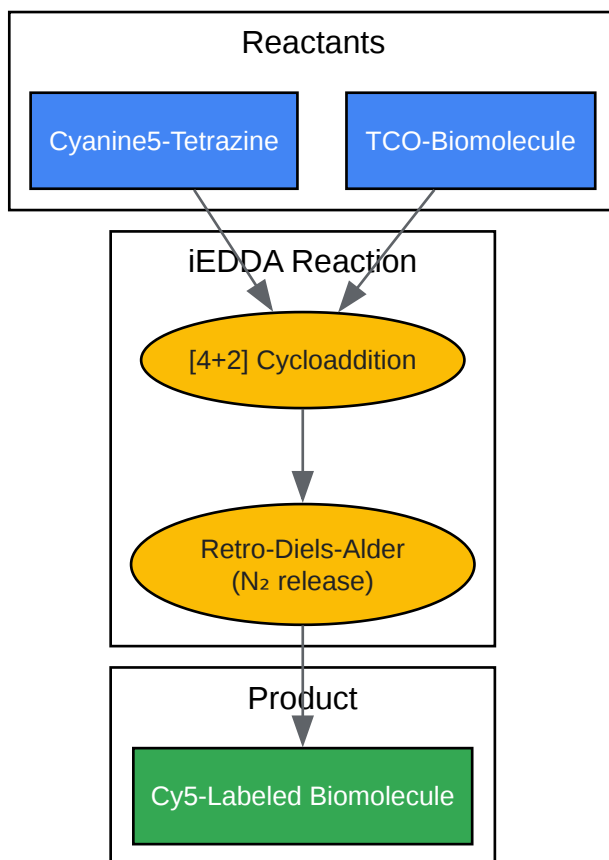 Reactants
Cyanine5-Tetrazine
TCO-Biomolecule
iEDDA Reaction
[4+2] Cycloaddition
Retro-Diels-Alder
(N₂ release)
Product
Cy5-Labeled Biomolecule